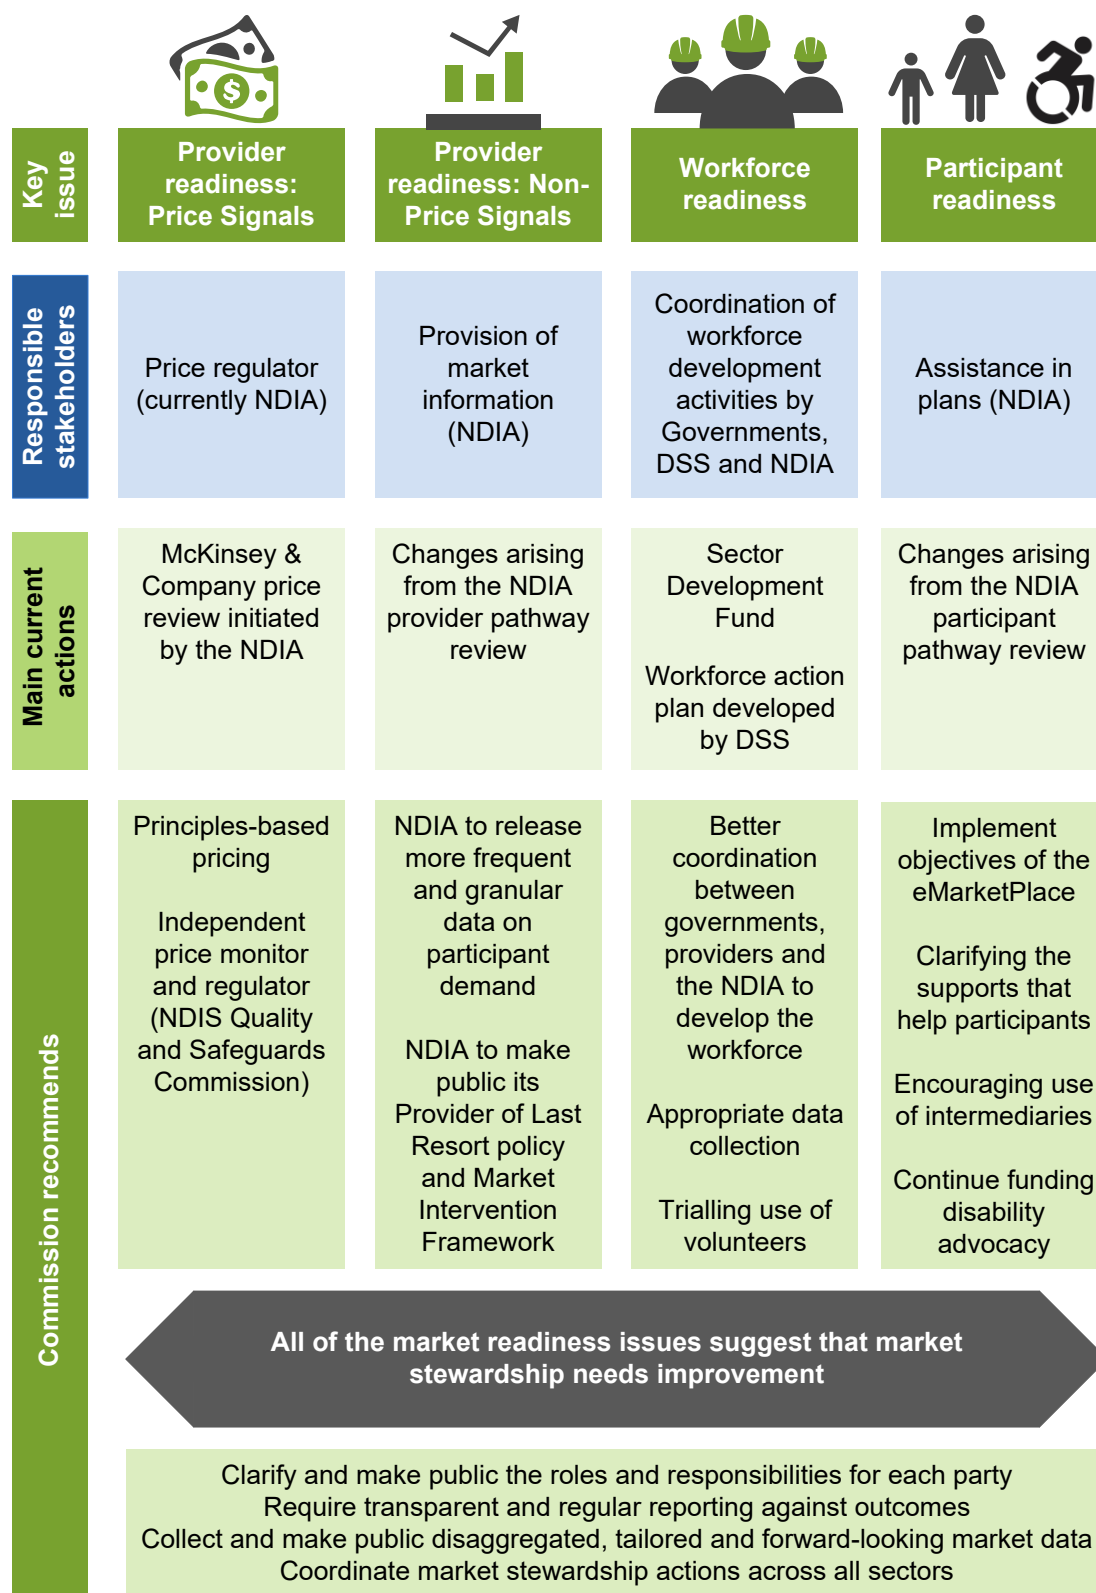 Key
issue
Provider
readiness:
Price Signals
Provider
readiness: Non-
Price Signals
Workforce
readiness
Participant
readiness
Responsible
stakeholders
Price regulator
(currently NDIA)
Provision of
market
information
(NDIA)
Coordination of
workforce
development
activities by
Governments,
DSS and NDIA
Assistance in
plans (NDIA)
Main current
actions
McKinsey &
Company price
review initiated
by the NDIA
Changes arising
from the NDIA
provider pathway
review
Sector
Development
Fund
Workforce action
plan developed
by DSS
Changes arising
from the NDIA
participant
pathway review
Commission recommends
Principles-based
pricing
Independent
price monitor
and regulator
(NDIS Quality
and Safeguards
Commission)
NDIA to release
more frequent
and granular
data on
participant
demand
NDIA to make
public its
Provider of Last
Resort policy
and Market
Intervention
Framework
Better
coordination
between
governments,
providers and
the NDIA to
develop the
workforce
Appropriate data
collection
Trialling use of
volunteers
Implement
objectives of the
eMarketPlace
Clarifying the
supports that
help participants
Encouraging use
of intermediaries
Continue funding
disability
advocacy
All of the market readiness issues suggest that market
stewardship needs improvement
Clarify and make public the roles and responsibilities for each party
Require transparent and regular reporting against outcomes
Collect and make public disaggregated, tailored and forward-looking market data
Coordinate market stewardship actions across all sectors